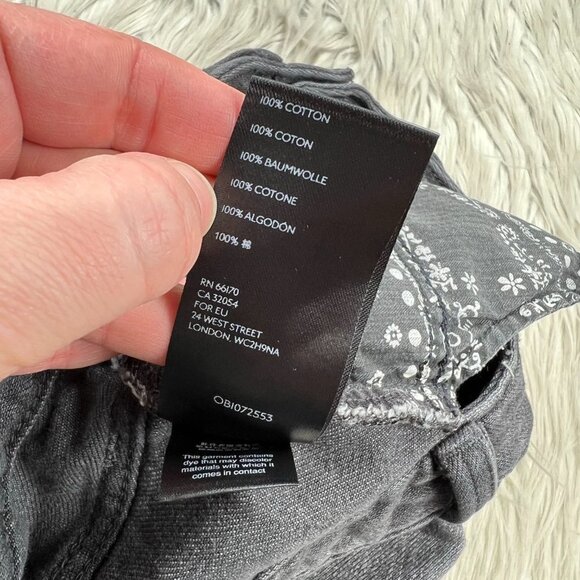 100% COTTON
100% COTON
100% BAUMWOLLE
100% COTONE
100% ALGODÓN
100% 棉
RN 66170
CA 32054
FOR EU
24 WEST STREET
LONDON. WC2H9NA
OB1072553
This garment contains
dye that may discolor
materials with which it
comes in contact